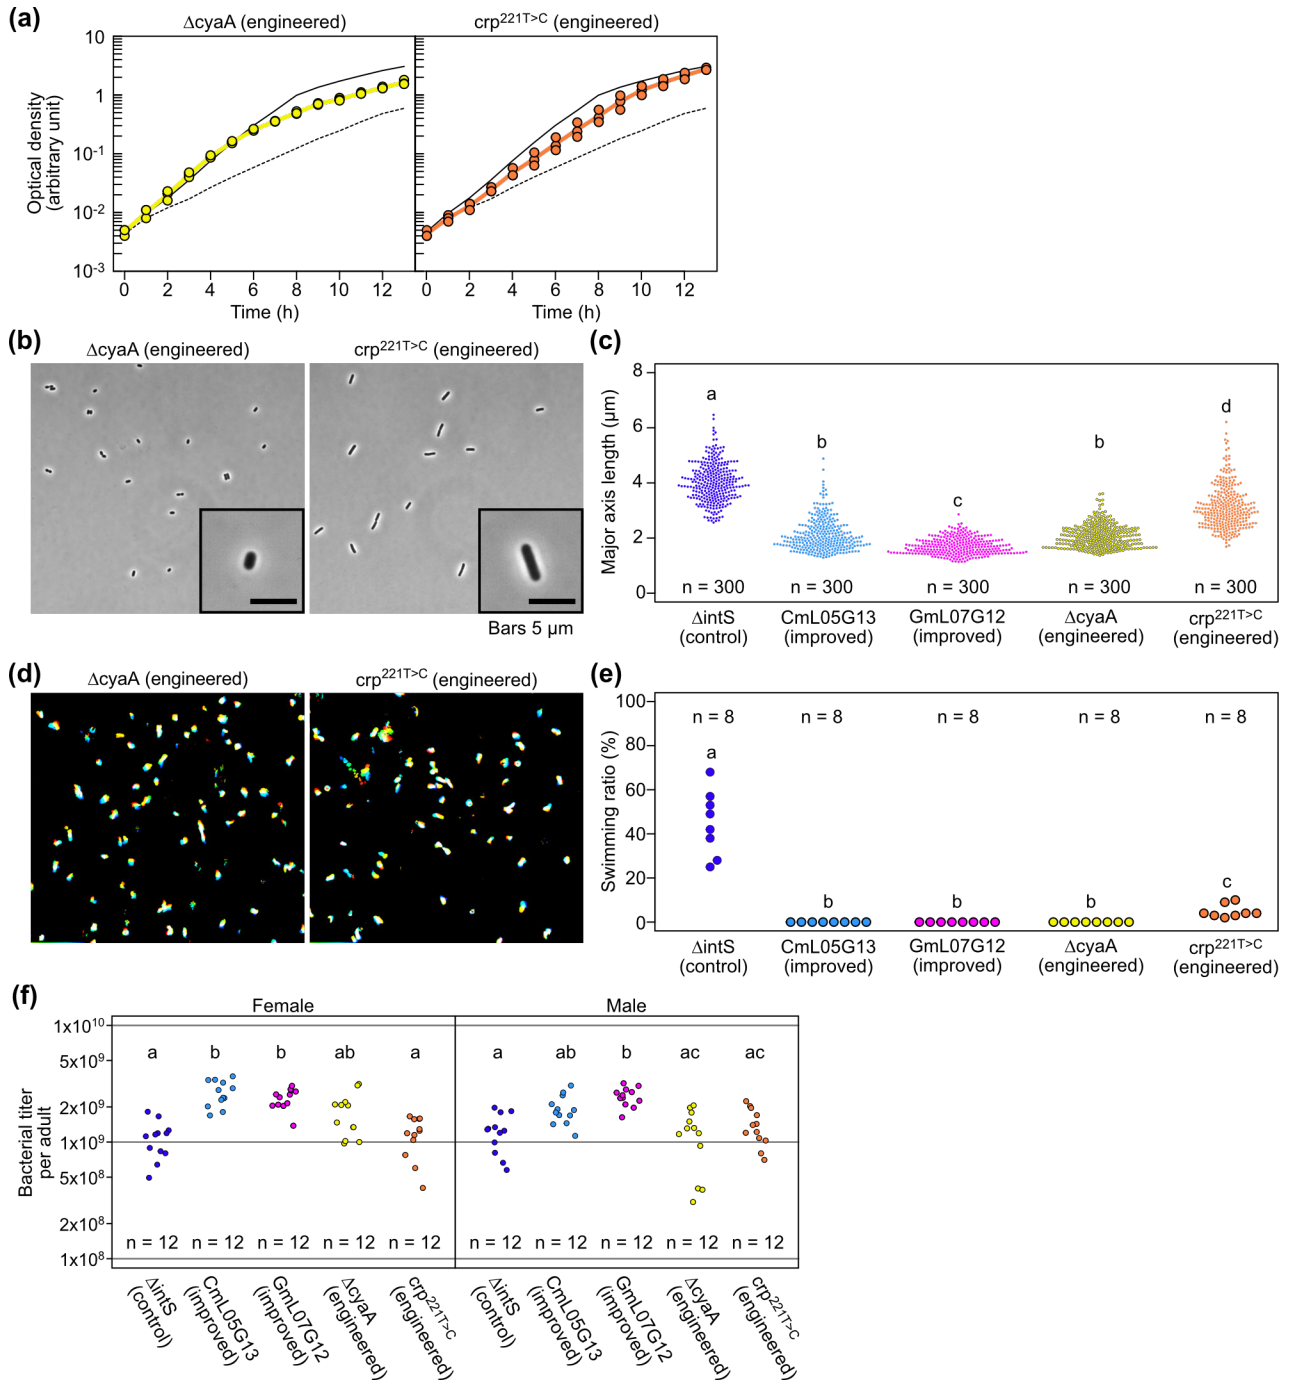 (a)
ΔcyaA (engineered)
crp221T>C (engineered)
Optical density
(arbitrary unit)
10
1
10-1
10-2
10-3
0 2 4 6 8 10 12
0 2 4 6 8 10 12
Time (h)
Time (h)
(b)
ΔcyaA (engineered)
crp221T>C (engineered)
Bars 5 μm
(c)
Major axis length (μm)
8
6
4
2
0
a
b
c
b
d
n = 300 n = 300 n = 300 n = 300 n = 300
ΔintS CmL05G13 GmL07G12 ΔcyaA crp221T>C
(control) (improved) (improved) (engineered) (engineered)
(d)
ΔcyaA (engineered)
crp221T>C (engineered)
(e)
Swimming ratio (%)
100
80
60
40
20
0
n = 8 n = 8 n = 8 n = 8 n = 8
a
b
b
b
c
ΔintS CmL05G13 GmL07G12 ΔcyaA crp221T>C
(control) (improved) (improved) (engineered) (engineered)
(f)
Female
Male
Bacterial titer
per adult
1x1010
5x109
2x109
1x109
5x108
2x108
1x108
a b b ab a
a ab b ac ac
n = 12 n = 12 n = 12 n = 12 n = 12
n = 12 n = 12 n = 12 n = 12 n = 12
ΔintS
(control)
CmL05G13
(improved)
GmL07G12
(improved)
ΔcyaA
(engineered)
crp221T>C
(engineered)
ΔintS
(control)
CmL05G13
(improved)
GmL07G12
(improved)
ΔcyaA
(engineered)
crp221T>C
(engineered)